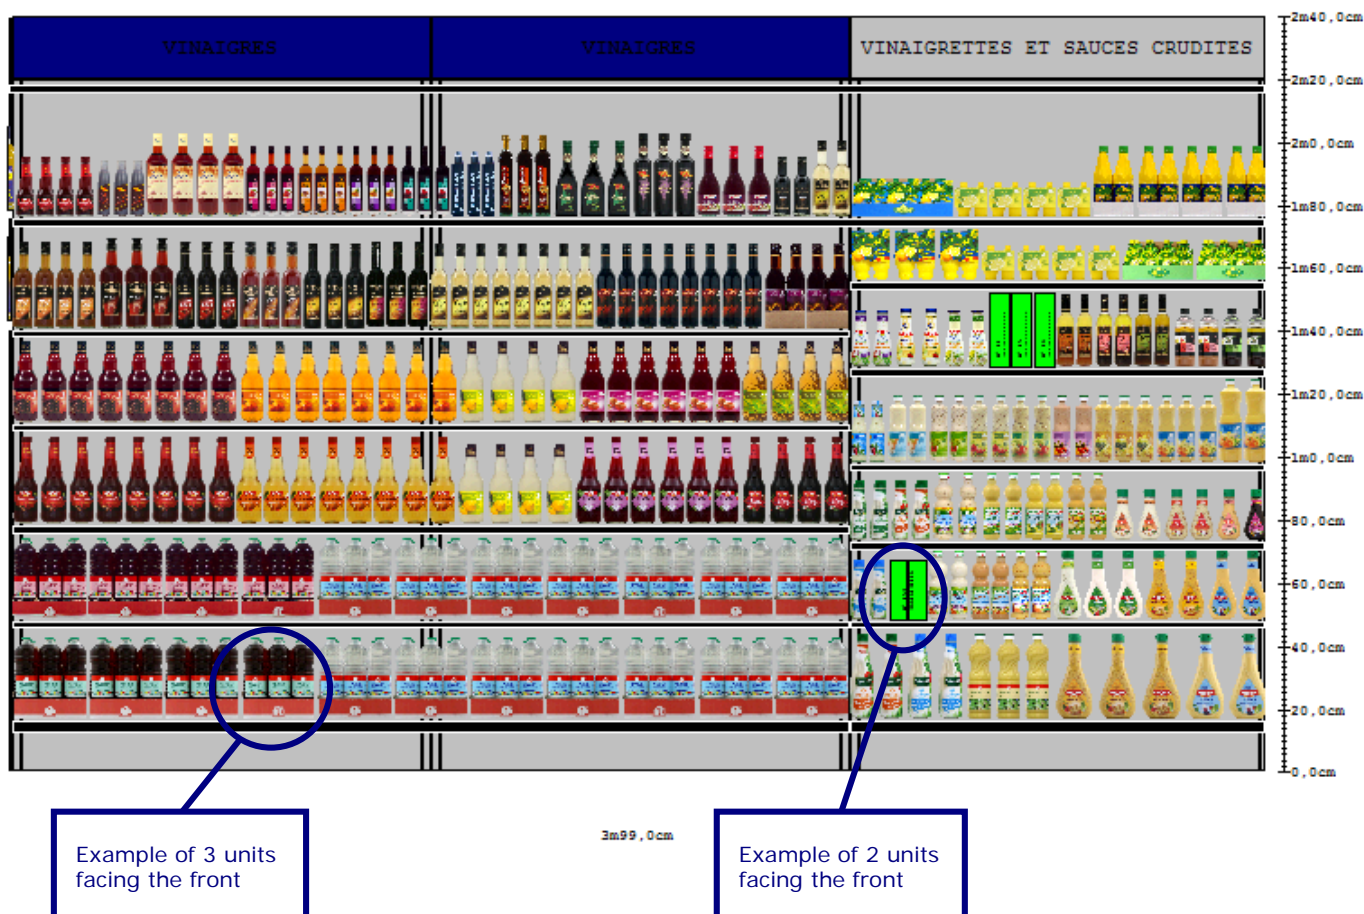 VINAIGRES
VINAIGRES
VINAIGRETTES ET SAUCES CRUDITES
2m40,0cm
2m20,0cm
2m0,0cm
1m80,0cm
1m60,0cm
1m40,0cm
1m20,0cm
1m0,0cm
80,0cm
60,0cm
40,0cm
20,0cm
0,0cm
3m99,0cm
Example of 3 units
facing the front
Example of 2 units
facing the front